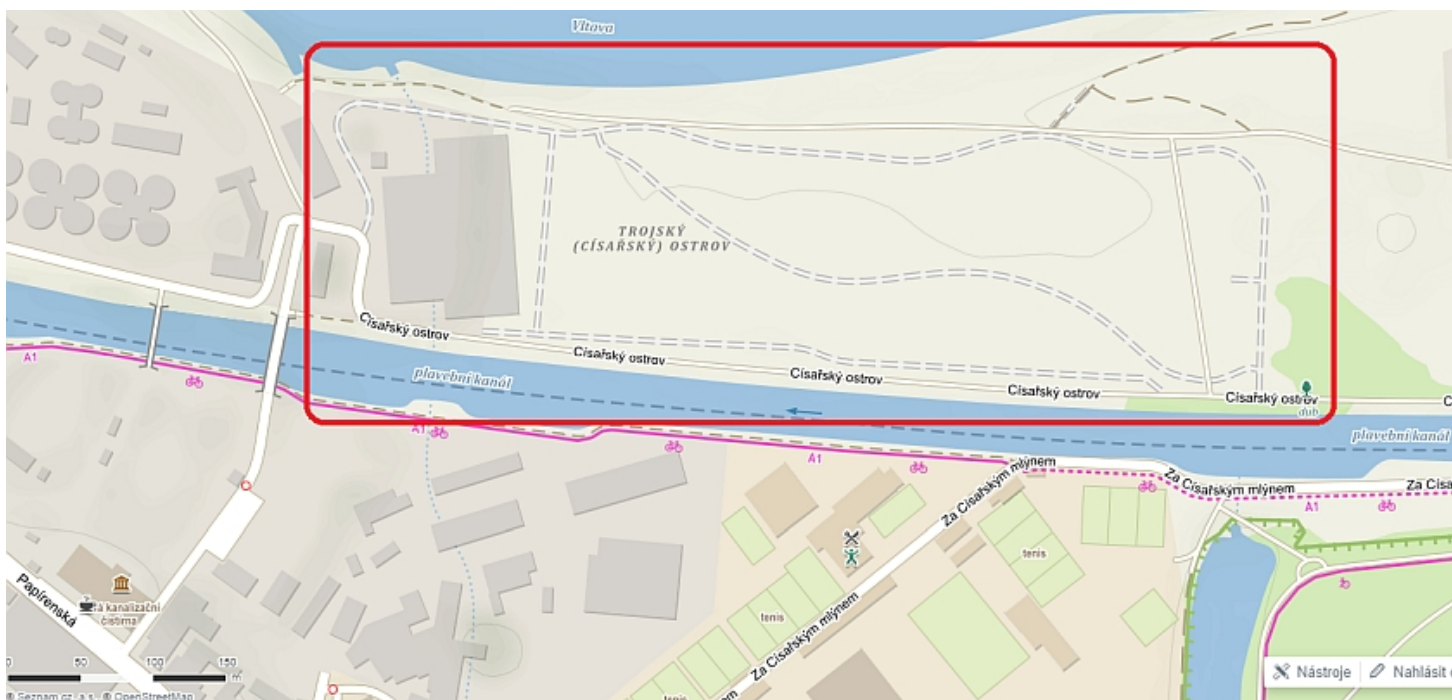 Vltava
TROJSKÝ
(CÍSAŘSKÝ) OSTROV
Císařský ostrov
Císařský ostrov
Císařský ostrov
Císařský ostrov
Císařský ostrov
C
dub
plavební kanál
plavební kanál
A1
A1
A1
A1
Za Císařským mlýnem
Za Císařským mlýnem
Za Císa
Za Císařským mlýnem
tenis
tenis
tenis
Papírenská
á kanalizační
čistírna
0 50 100 150
m
© Seznam.cz, a.s., © OpenStreetMap
Nástroje
Nahlásit